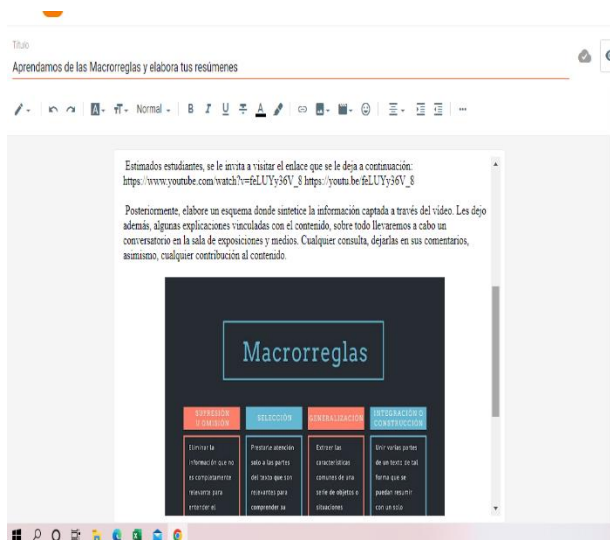 Título
Aprendamos de las Macrorreglas y elabora tus resúmenes
Normal
B I U A
Estimados estudiantes, se le invita a visitar el enlace que se le deja a continuación:
https://www.youtube.com/watch?v=feLUYy36V_8 https://youtu.be/feLUYy36V_8
Posteriormente, elabore un esquema donde sintetice la información captada a través del vídeo. Les dejo
además, algunas explicaciones vinculadas con el contenido, sobre todo llevaremos a cabo un
conversatorio en la sala de exposiciones y medios. Cualquier consulta, dejarlas en sus comentarios,
asimismo, cualquier contribución al contenido.
Macrorreglas
SUPRESIÓN
U OMISIÓN
Eliminar la
información que no
es completamente
relevante para
entender el
SELECCIÓN
Prestarle atención
solo a las partes
del texto que son
relevantes para
comprender su
GENERALIZACIÓN
Extraer las
características
comunes de una
serie de objetos o
situaciones
INTEGRACIÓN O
CONSTRUCCIÓN
Unir varias partes
de un texto de tal
forma que se
puedan resumir
con un solo